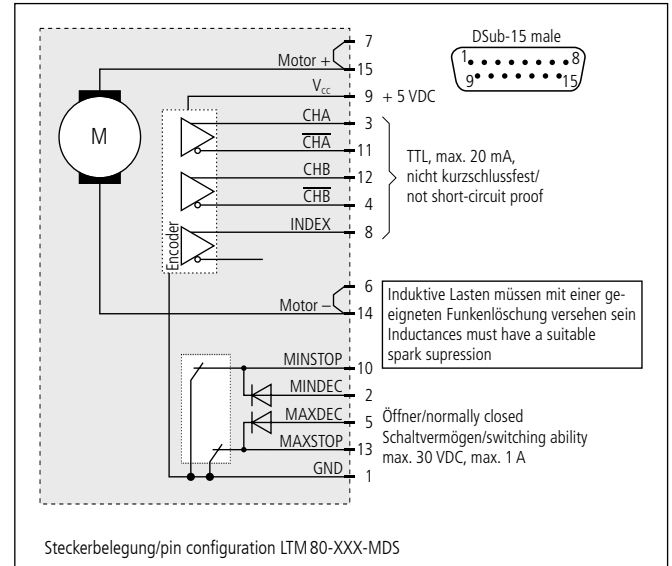 DSub-15 male
1 8
9 15
7
Motor +
15
Vcc
9 + 5 VDC
CHA
3
C̅H̅A̅
11
CHB
12
C̅H̅B̅
4
INDEX
8
TTL, max. 20 mA,
nicht kurzschlussfest/
not short-circuit proof
M
Encoder
6
Motor –
14
Induktive Lasten müssen mit einer ge-
eigneten Funkenlöschung versehen sein
Inductances must have a suitable
spark supression
MINSTOP
10
MINDEC
2
MAXDEC
5
MAXSTOP
13
GND
1
Öffner/normally closed
Schaltvermögen/switching ability
max. 30 VDC, max. 1 A
Steckerbelegung/pin configuration LTM 80-XXX-MDS